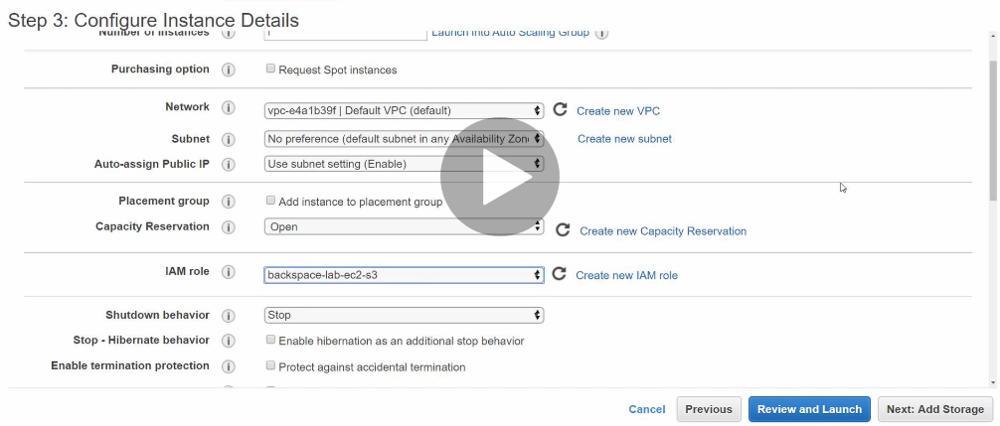 Step 3: Configure Instance Details
Number of instances 1 Launch into Auto Scaling Group
Purchasing option Request Spot instances
Network vpc-e4a1b39f | Default VPC (default) Create new VPC
Subnet No preference (default subnet in any Availability Zon Create new subnet
Auto-assign Public IP Use subnet setting (Enable)
Placement group Add instance to placement group
Capacity Reservation Open Create new Capacity Reservation
IAM role backspace-lab-ec2-s3 Create new IAM role
Shutdown behavior Stop
Stop - Hibernate behavior Enable hibernation as an additional stop behavior
Enable termination protection Protect against accidental termination
Cancel Previous Review and Launch Next: Add Storage